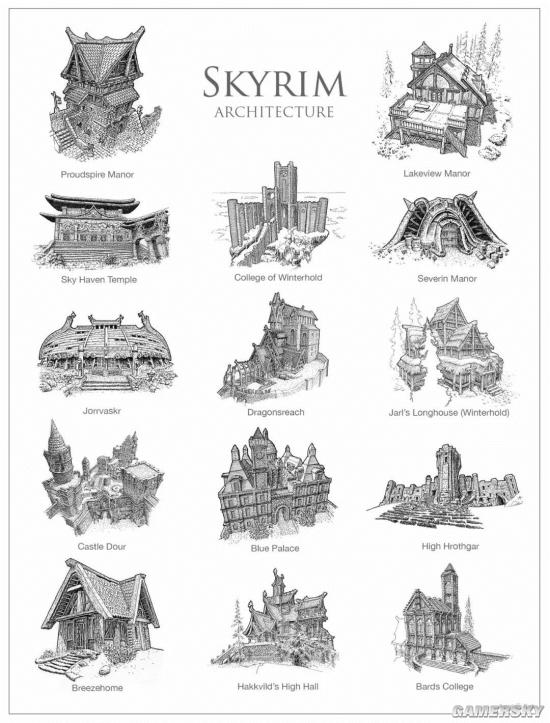 SKYRIM
ARCHITECTURE
Proudspire Manor
Lakeview Manor
Sky Haven Temple
College of Winterhold
Severin Manor
Jorrvaskr
Dragonsreach
Jarl's Longhouse (Winterhold)
Castle Dour
Blue Palace
High Hrothgar
Breezehome
Hakkvild's High Hall
Bards College
GAMERSKY